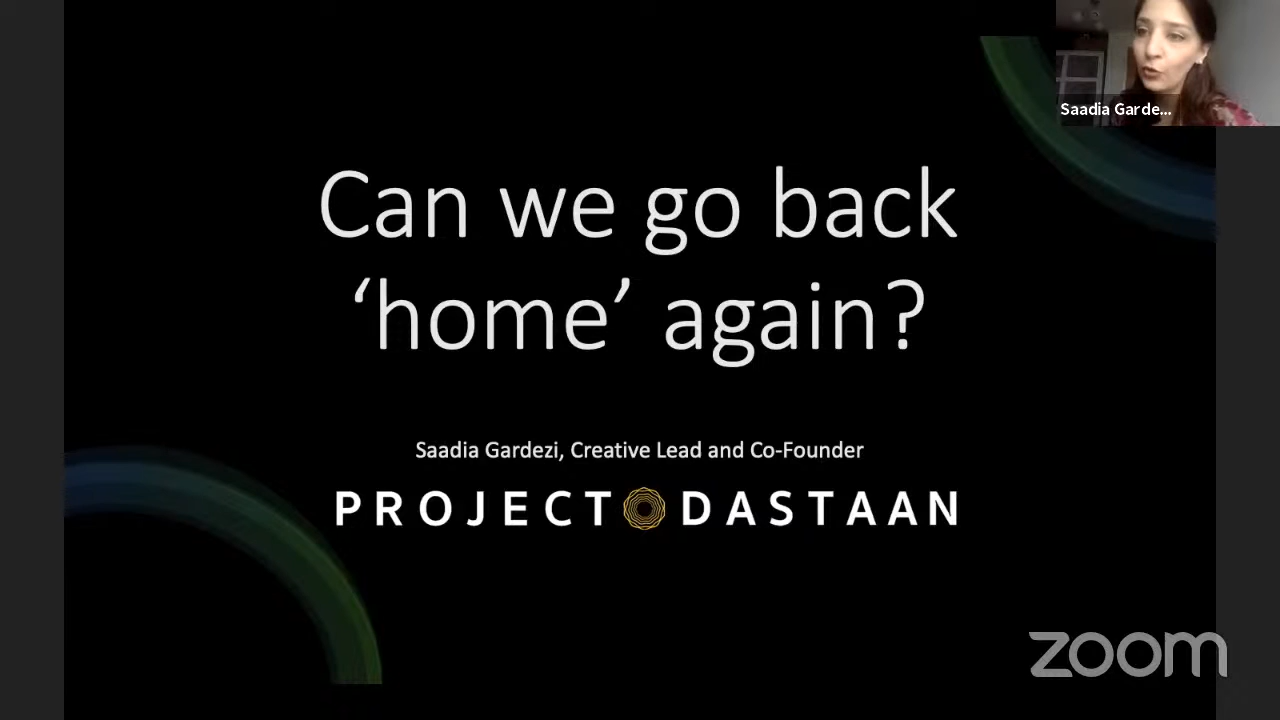 Saadia Garde...
Can we go back
‘home’ again?
Saadia Gardezi, Creative Lead and Co-Founder
PROJECT DASTAAN
zoom